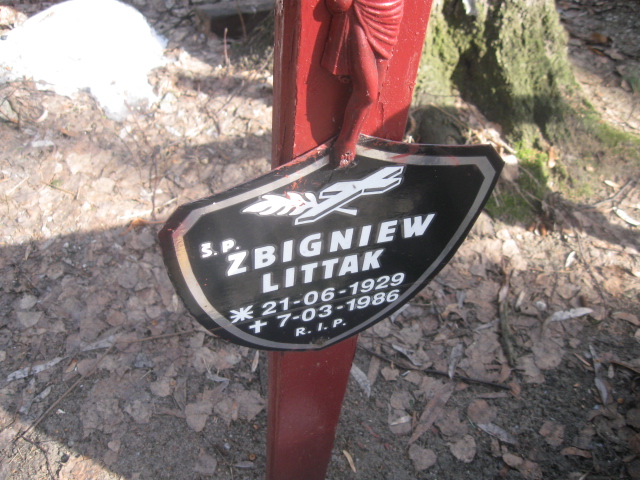 Ś. P.
ZBIGNIEW
LITTAK
* 21-06-1929
+ 7-03-1986
R. I. P.